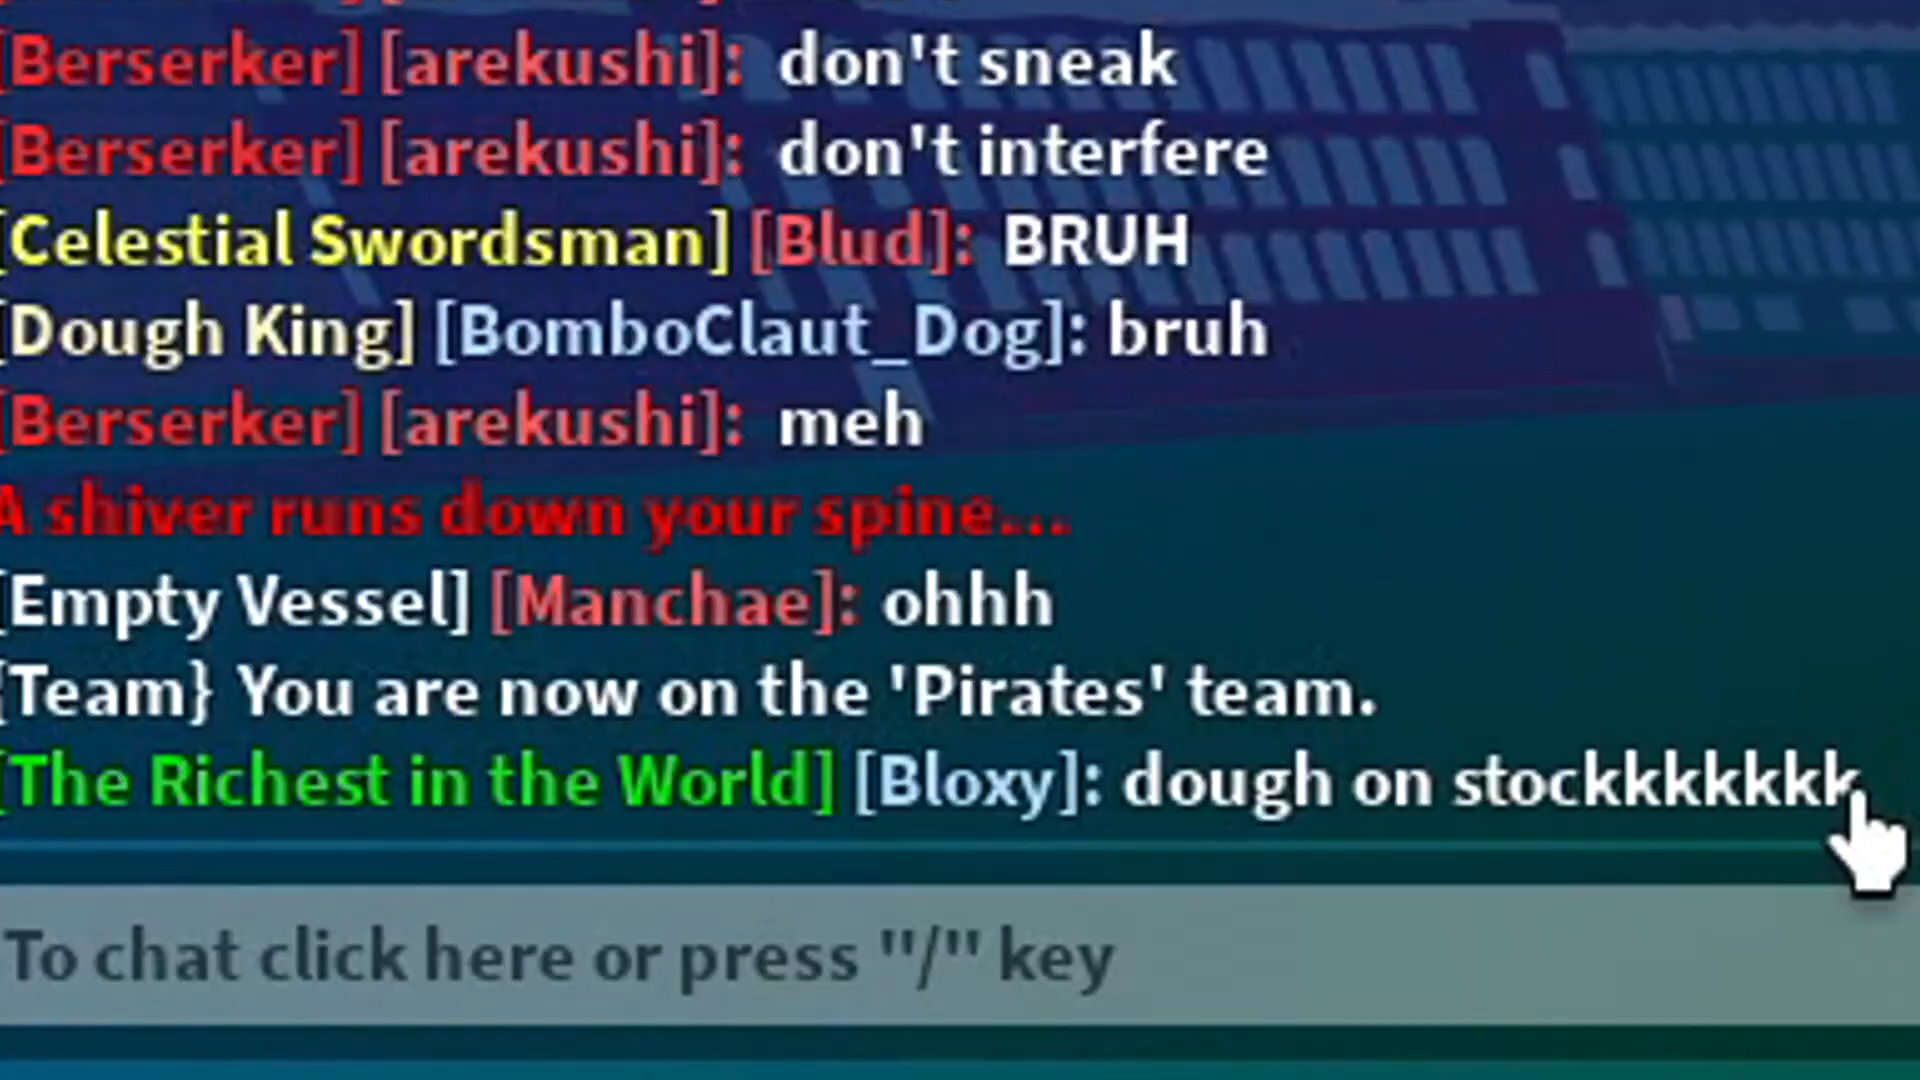 [Berserker] [arekushi]: don't sneak
[Berserker] [arekushi]: don't interfere
[Celestial Swordsman] [Blud]: BRUH
[Dough King] [BomboClaut_Dog]: bruh
[Berserker] [arekushi]: meh
A shiver runs down your spine...
[Empty Vessel] [Manchae]: ohhh
{Team} You are now on the 'Pirates' team.
[The Richest in the World] [Bloxy]: dough on stockkkkkkk
To chat click here or press "/" key